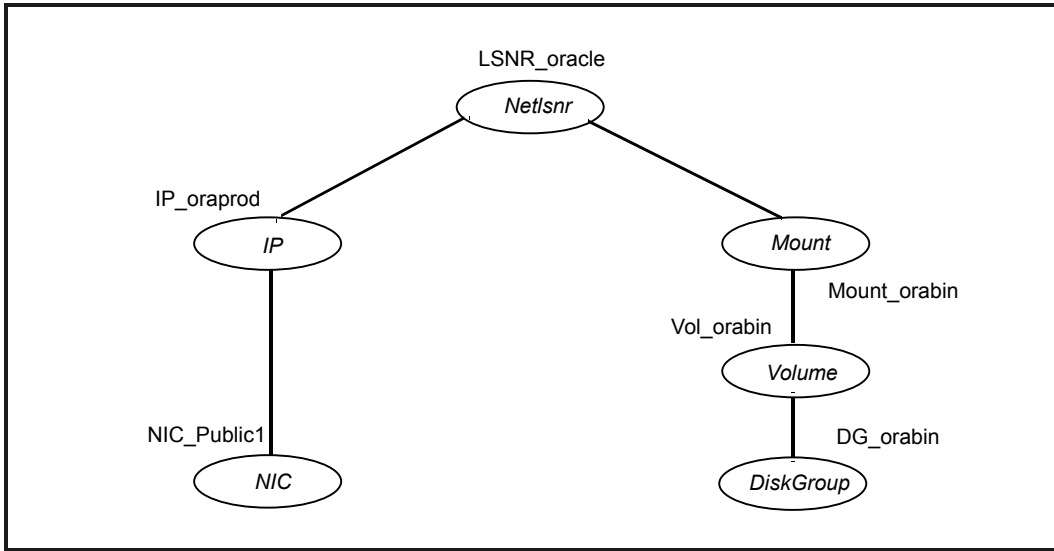 LSNR_oracle
Netlsnr
IP_oraprod
IP
Mount
Mount_orabin
Vol_orabin
Volume
NIC_Public1
DG_orabin
NIC
DiskGroup